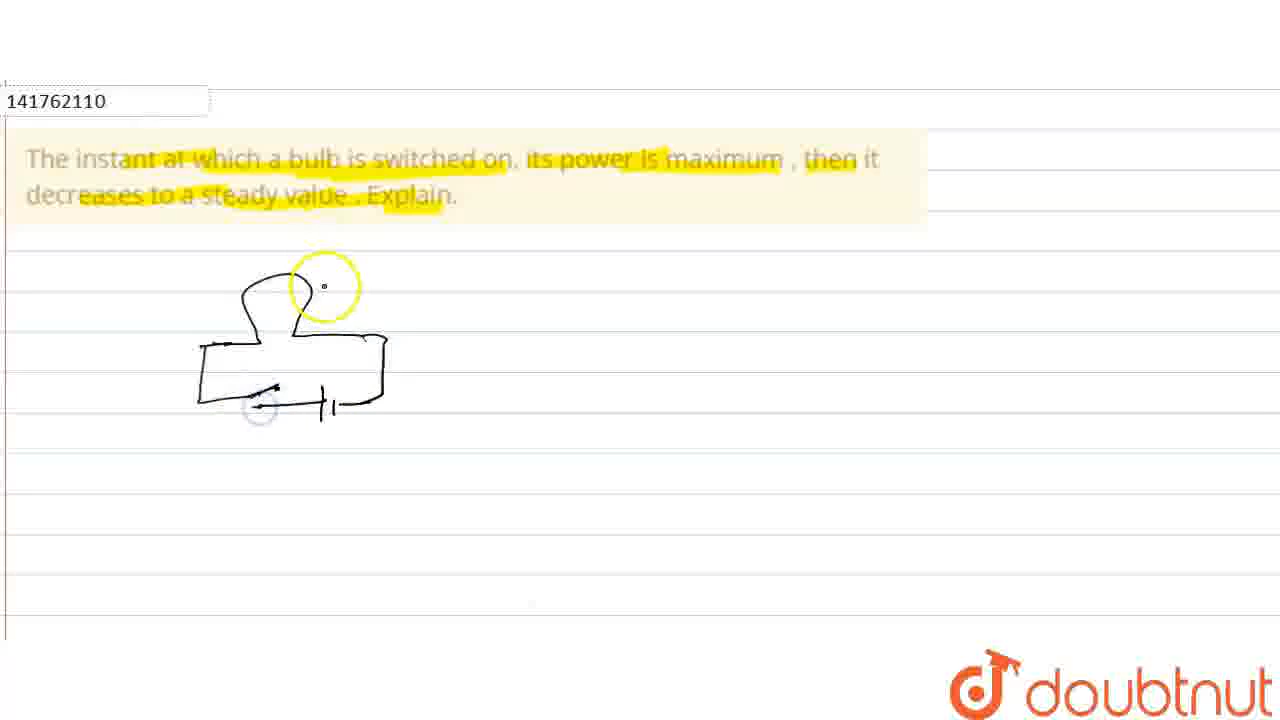 141762110
The instant at which a bulb is switched on, its power is maximum , then it
decreases to a steady value . Explain.
doubtnut